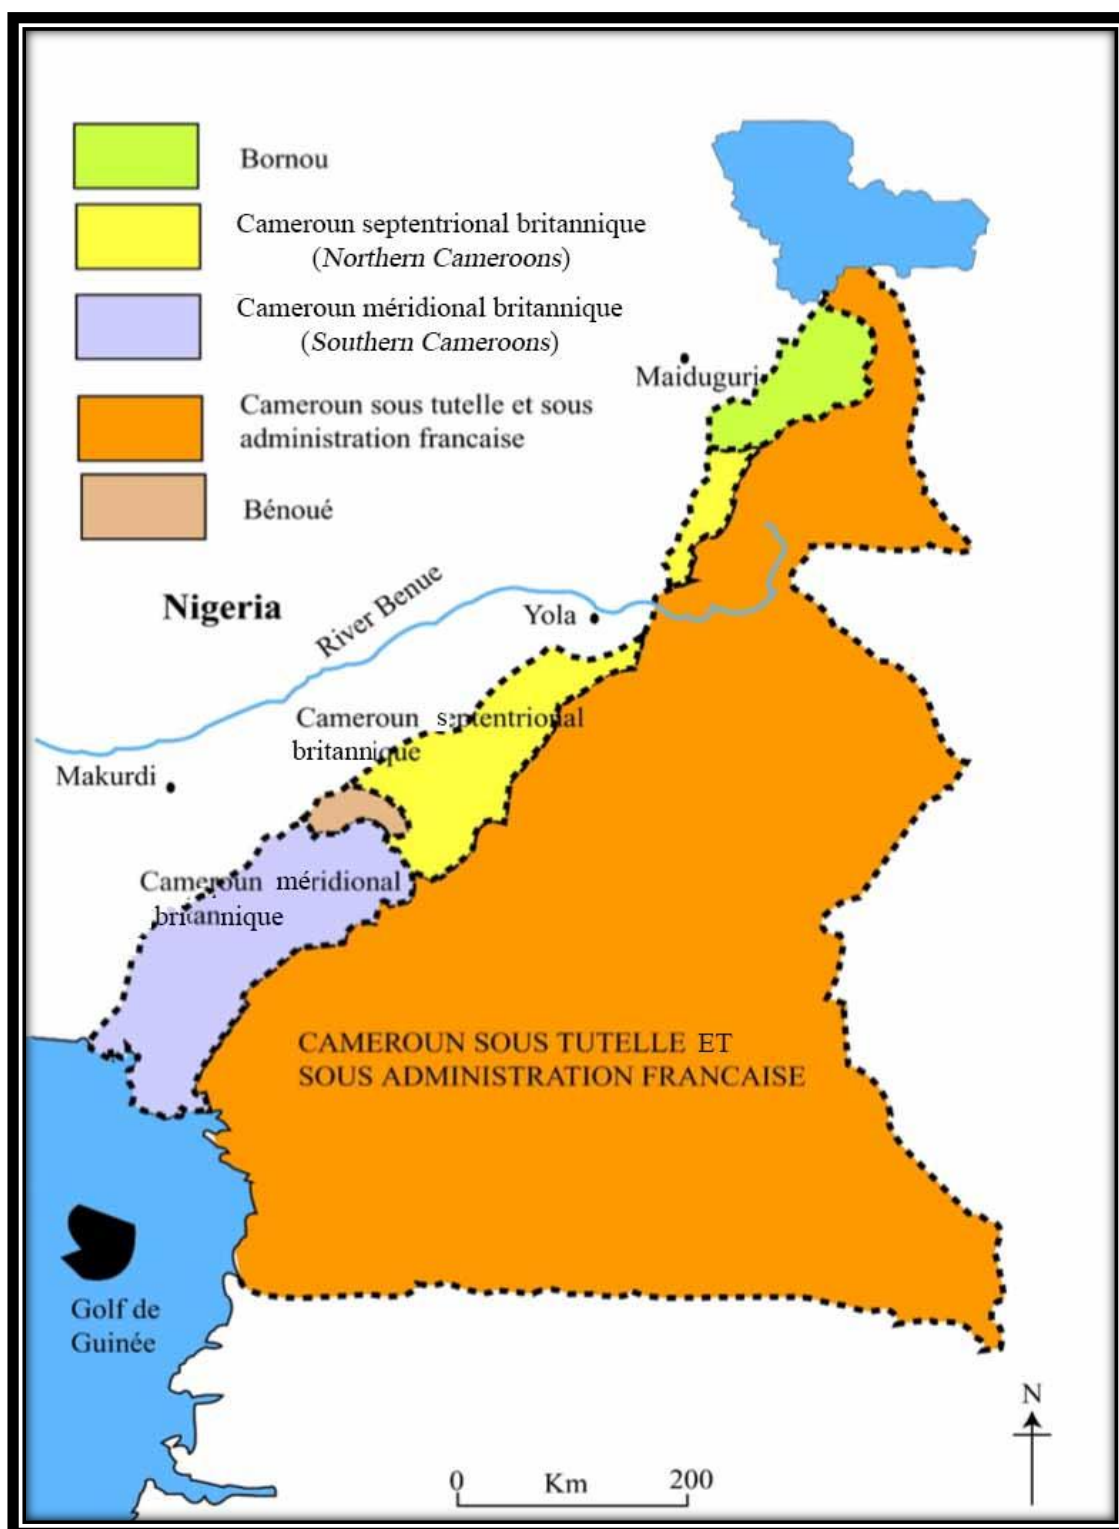 Bornou
Cameroun septentrional britannique
(Northern Cameroons)
Cameroun méridional britannique
(Southern Cameroons)
Cameroun sous tutelle et sous
administration francaise
Bénoué
Maiduguri
Nigeria
River Benue
Yola
Cameroun septentrional
britannique
Makurdi
Cameroun méridional
britannique
CAMEROUN SOUS TUTELLE ET
SOUS ADMINISTRATION FRANCAISE
Golf de
Guinée
N
0 Km 200